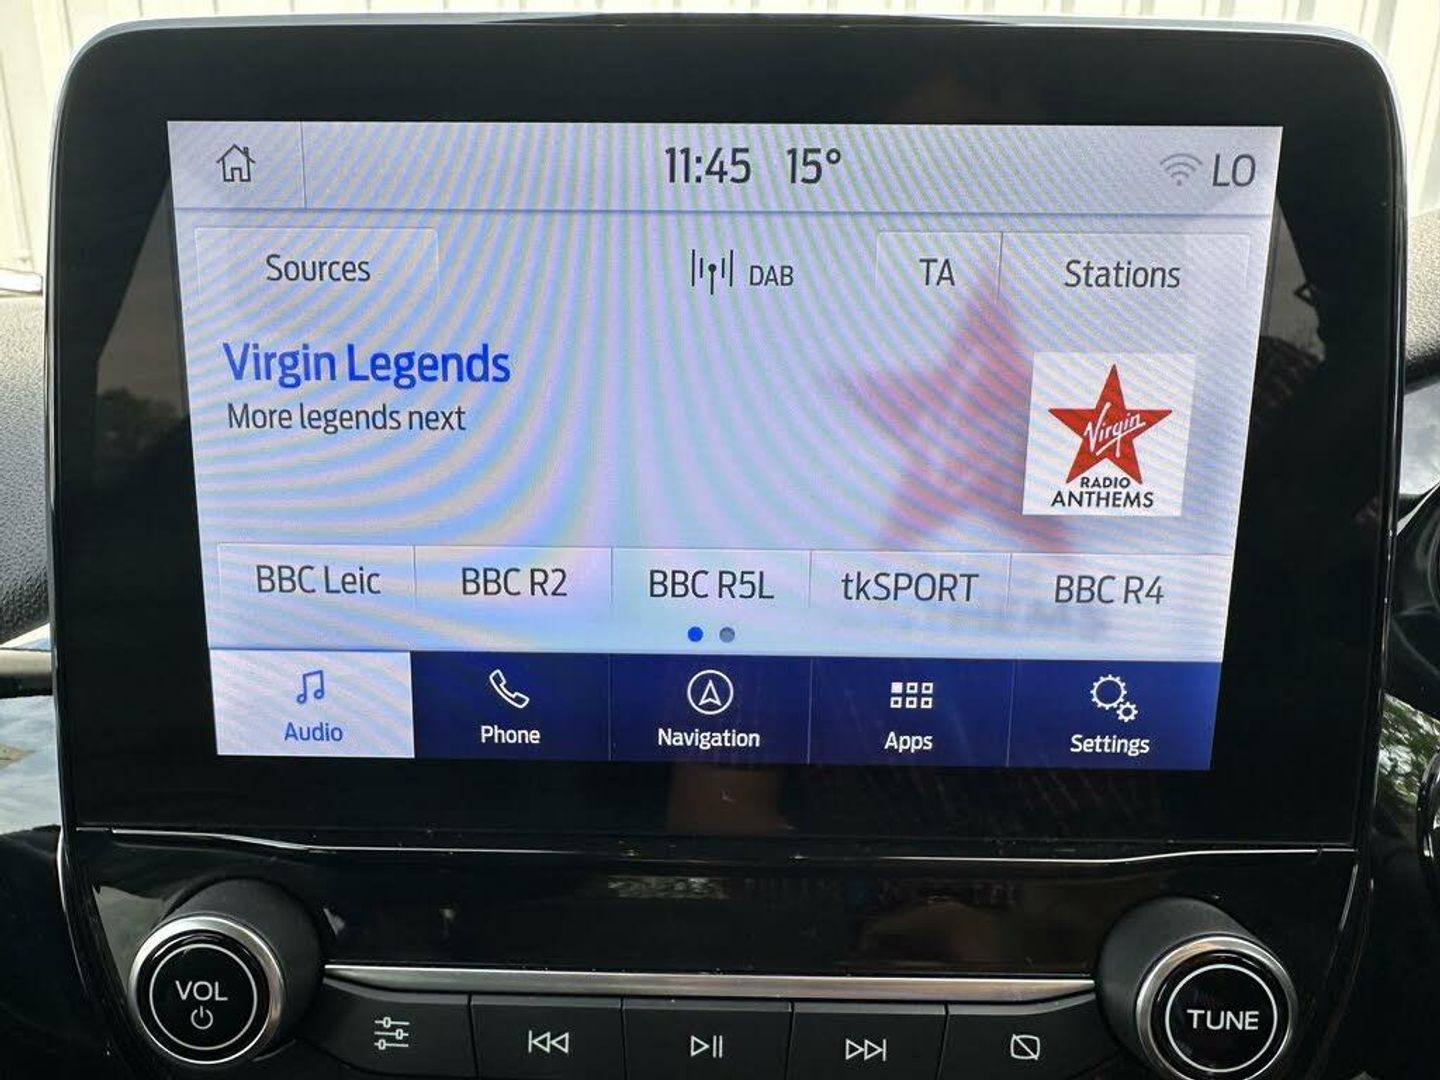 11:45 15° LO
Sources DAB TA Stations
Virgin Legends
More legends next
Virgin
RADIO
ANTHEMS
BBC Leic BBC R2 BBC R5L tkSPORT BBC R4
Audio Phone Navigation Apps Settings
VOL TUNE